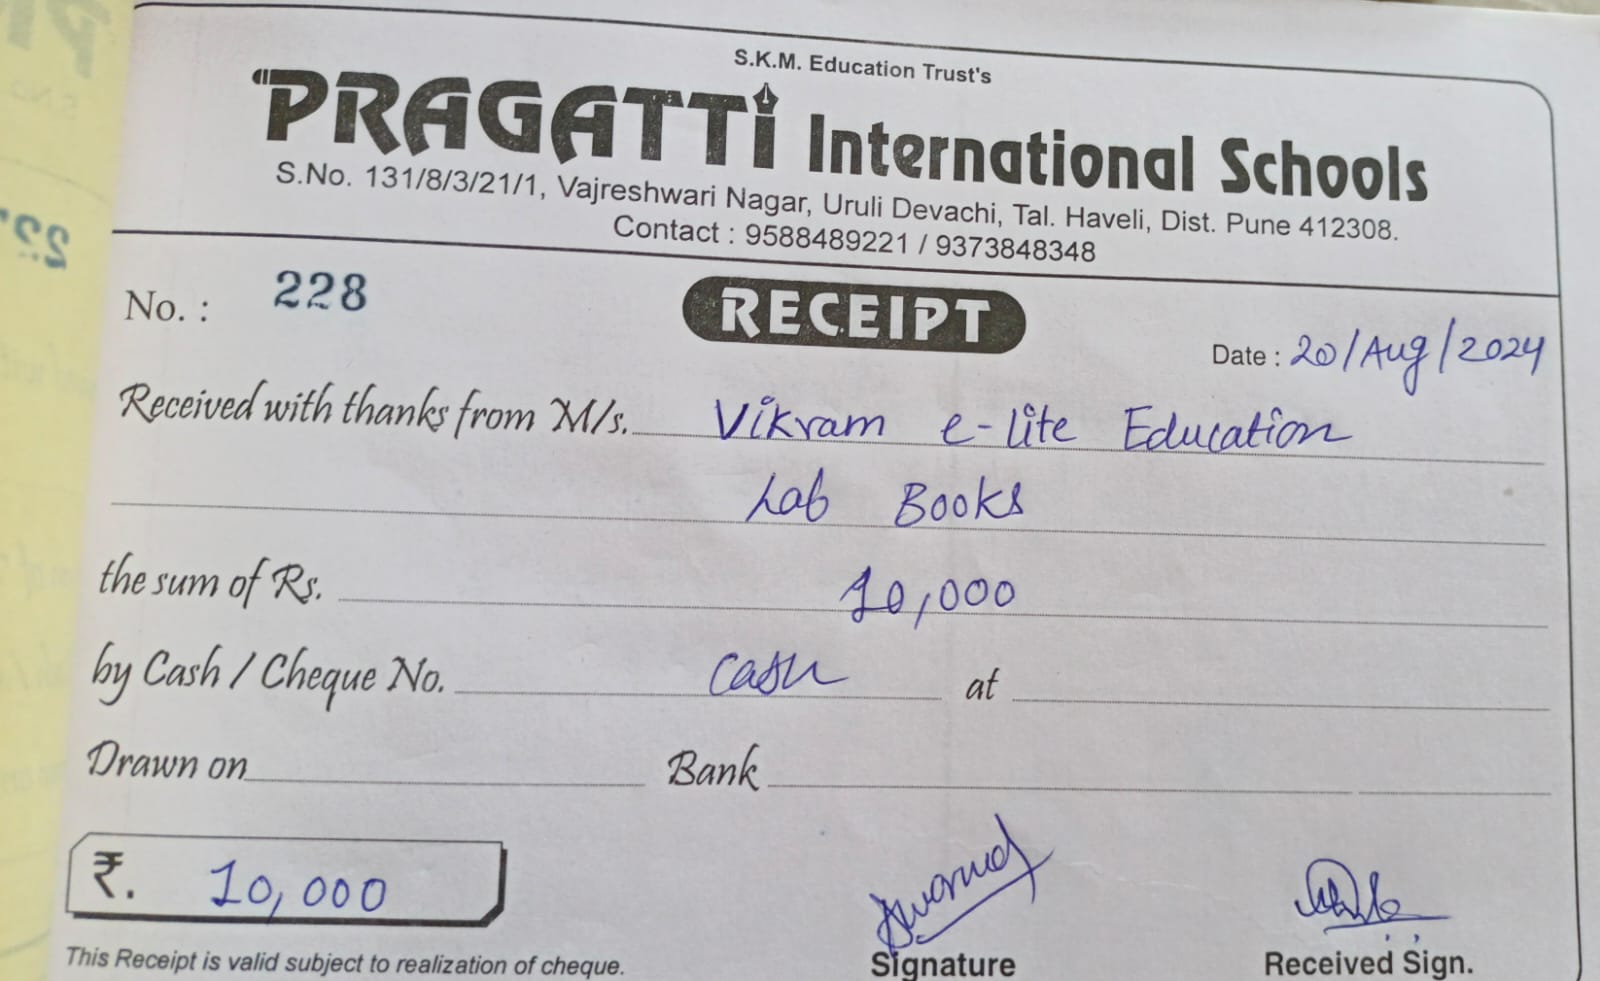 S.K.M. Education Trust's
PRAGATTi International Schools
S.No. 131/8/3/21/1, Vajreshwari Nagar, Uruli Devachi, Tal. Haveli, Dist. Pune 412308.
Contact : 9588489221 / 9373848348
No. : 228
RECEIPT
Date : 20/Aug/2024
Received with thanks from M/s. Vikram e-lite Education
Lab Books
the sum of Rs. 10,000
by Cash / Cheque No. Cash at
Drawn on Bank
₹. 10,000
This Receipt is valid subject to realization of cheque.
Signature
Received Sign.